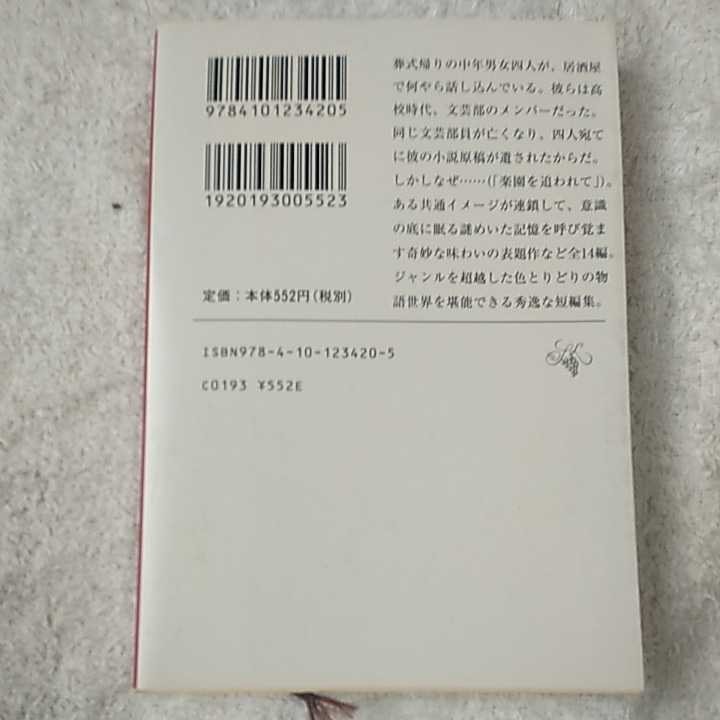 9784101234205
1920193005523
定価：本体552円（税別）
葬式帰りの中年男女四人が、居酒屋
で何やら話し込んでいる。彼らは高
校時代、文芸部のメンバーだった。
同じ文芸部員が亡くなり、四人宛て
に彼の小説原稿が遺されたからだ。
しかしなぜ……（「楽園を追われて」）。
ある共通イメージが連鎖して、意識
の底に眠る謎めいた記憶を呼び覚ま
す奇妙な味わいの表題作など全14編。
ジャンルを超越した色とりどりの物
語世界を堪能できる秀逸な短編集。
ISBN978-4-10-123420-5
C0193 ¥552E